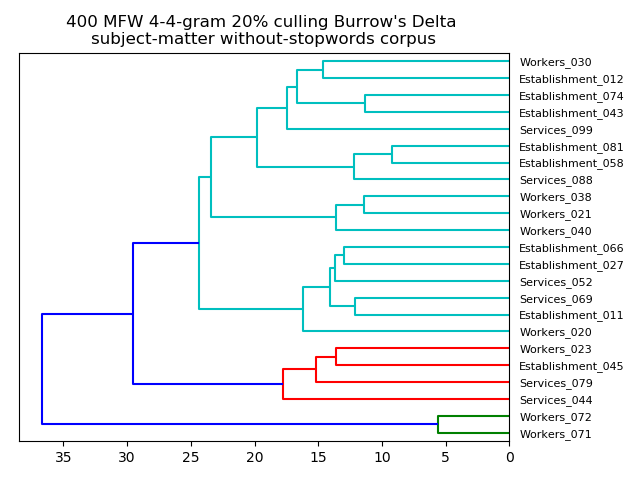 400 MFW 4-4-gram 20% culling Burrow's Delta
subject-matter without-stopwords corpus
Workers_030
Establishment_012
Establishment_074
Establishment_043
Services_099
Establishment_081
Establishment_058
Services_088
Workers_038
Workers_021
Workers_040
Establishment_066
Establishment_027
Services_052
Services_069
Establishment_011
Workers_020
Workers_023
Establishment_045
Services_079
Services_044
Workers_072
Workers_071
35 30 25 20 15 10 5 0